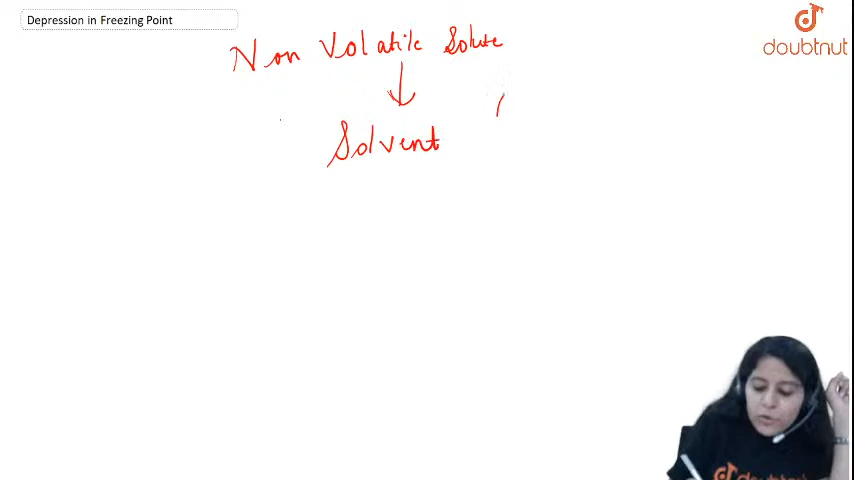 Depression in Freezing Point
doubtnut
Non Volatile Solute
Solvent